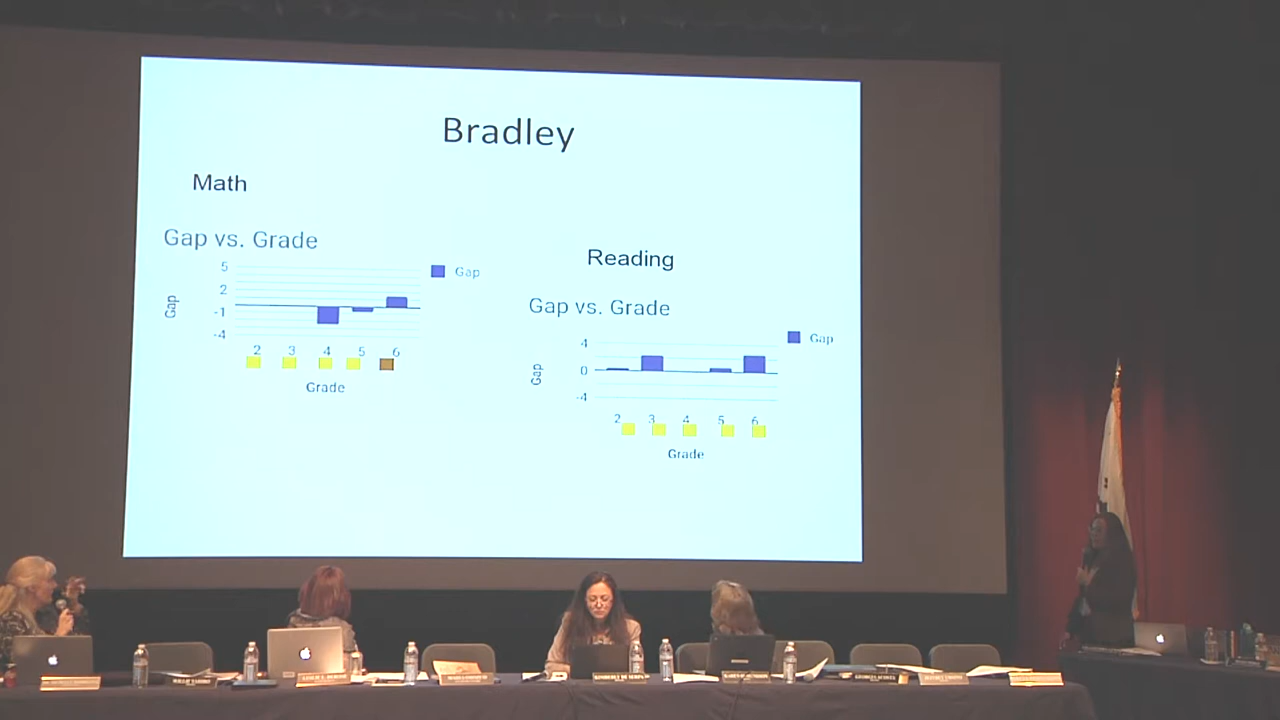 Bradley
Math
Gap vs. Grade
Gap
5
2
-1
-4
Gap
2 3 4 5 6
Grade
Reading
Gap vs. Grade
Gap
4
0
-4
Gap
2 3 4 5 6
Grade